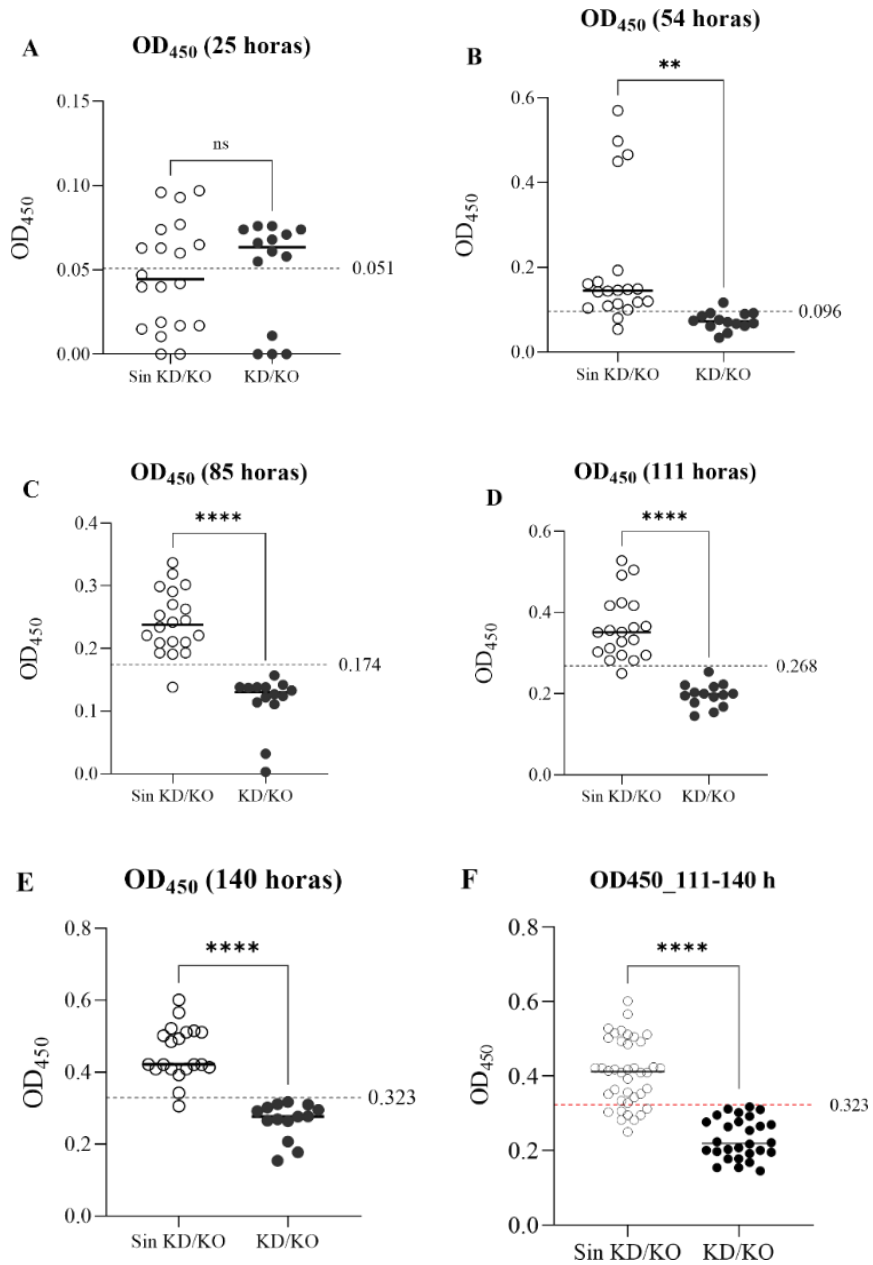 A
OD₄₅₀ (25 horas)
0.15
0.10
0.05
0.00
OD₄₅₀
ns
0.051
Sin KD/KO
KD/KO
B
OD₄₅₀ (54 horas)
0.6
0.4
0.2
0.0
OD₄₅₀
**
0.096
Sin KD/KO
KD/KO
C
OD₄₅₀ (85 horas)
0.4
0.3
0.2
0.1
0.0
OD₄₅₀
****
0.174
Sin KD/KO
KD/KO
D
OD₄₅₀ (111 horas)
0.6
0.4
0.2
0.0
OD₄₅₀
****
0.268
Sin KD/KO
KD/KO
E
OD₄₅₀ (140 horas)
0.8
0.6
0.4
0.2
0.0
OD₄₅₀
****
0.323
Sin KD/KO
KD/KO
F
OD450_111-140 h
0.8
0.6
0.4
0.2
0.0
OD₄₅₀
****
0.323
Sin KD/KO
KD/KO